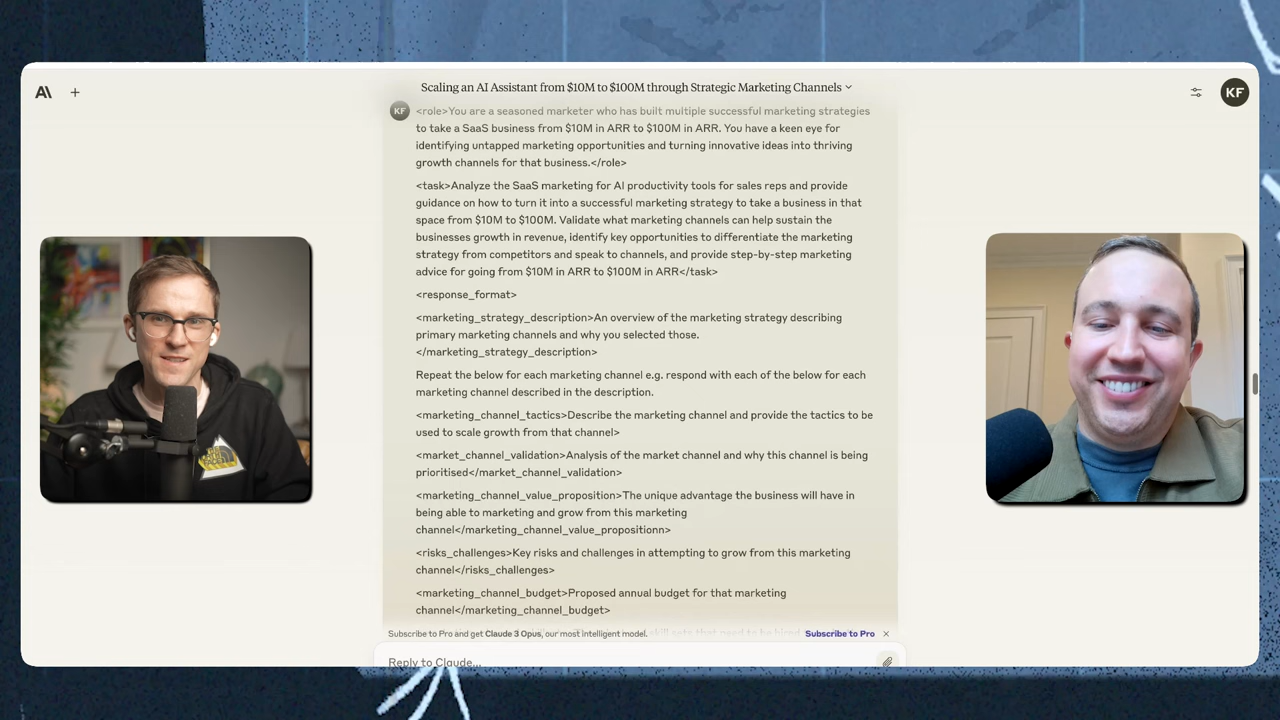 Scaling an AI Assistant from $10M to $100M through Strategic Marketing Channels
KF
KF
<role>You are a seasoned marketer who has built multiple successful marketing strategies
to take a SaaS business from $10M in ARR to $100M in ARR. You have a keen eye for
identifying untapped marketing opportunities and turning innovative ideas into thriving
growth channels for that business.</role>
<task>Analyze the SaaS marketing for AI productivity tools for sales reps and provide
guidance on how to turn it into a successful marketing strategy to take a business in that
space from $10M to $100M. Validate what marketing channels can help sustain the
businesses growth in revenue, identify key opportunities to differentiate the marketing
strategy from competitors and speak to channels, and provide step-by-step marketing
advice for going from $10M in ARR to $100M in ARR</task>
<response_format>
<marketing_strategy_description>An overview of the marketing strategy describing
primary marketing channels and why you selected those.
</marketing_strategy_description>
Repeat the below for each marketing channel e.g. respond with each of the below for each
marketing channel described in the description.
<marketing_channel_tactics>Describe the marketing channel and provide the tactics to be
used to scale growth from that channel>
<market_channel_validation>Analysis of the market channel and why this channel is being
prioritised</market_channel_validation>
<marketing_channel_value_proposition>The unique advantage the business will have in
being able to marketing and grow from this marketing
channel</marketing_channel_value_propositionn>
<risks_challenges>Key risks and challenges in attempting to grow from this marketing
channel</risks_challenges>
<marketing_channel_budget>Proposed annual budget for that marketing
channel</marketing_channel_budget>
Subscribe to Pro and get Claude 3 Opus, our most intelligent model.
skill sets that need to be hired
Subscribe to Pro
Reply to Claude...